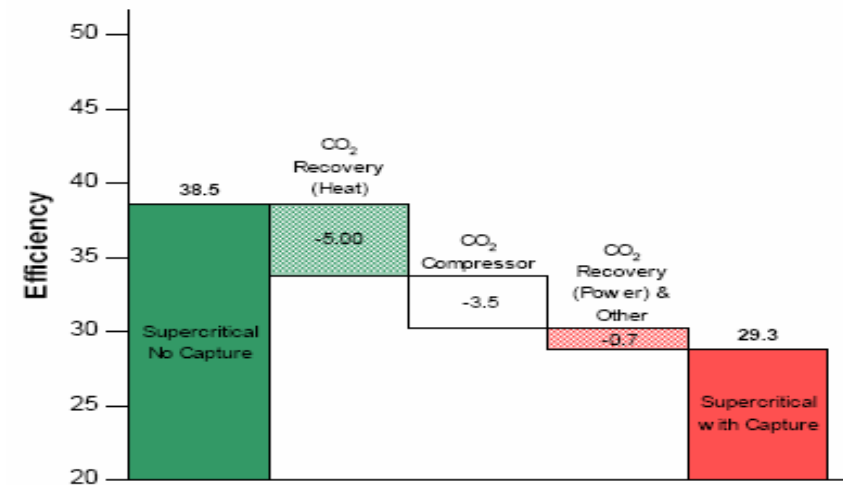 50
45
40
35
30
25
20
Efficiency
38.5
Supercritical
No Capture
CO2
Recovery
(Heat)
-5.00
CO2
Compressor
-3.5
CO2
Recovery
(Power) &
Other
-0.7
29.3
Supercritical
with Capture